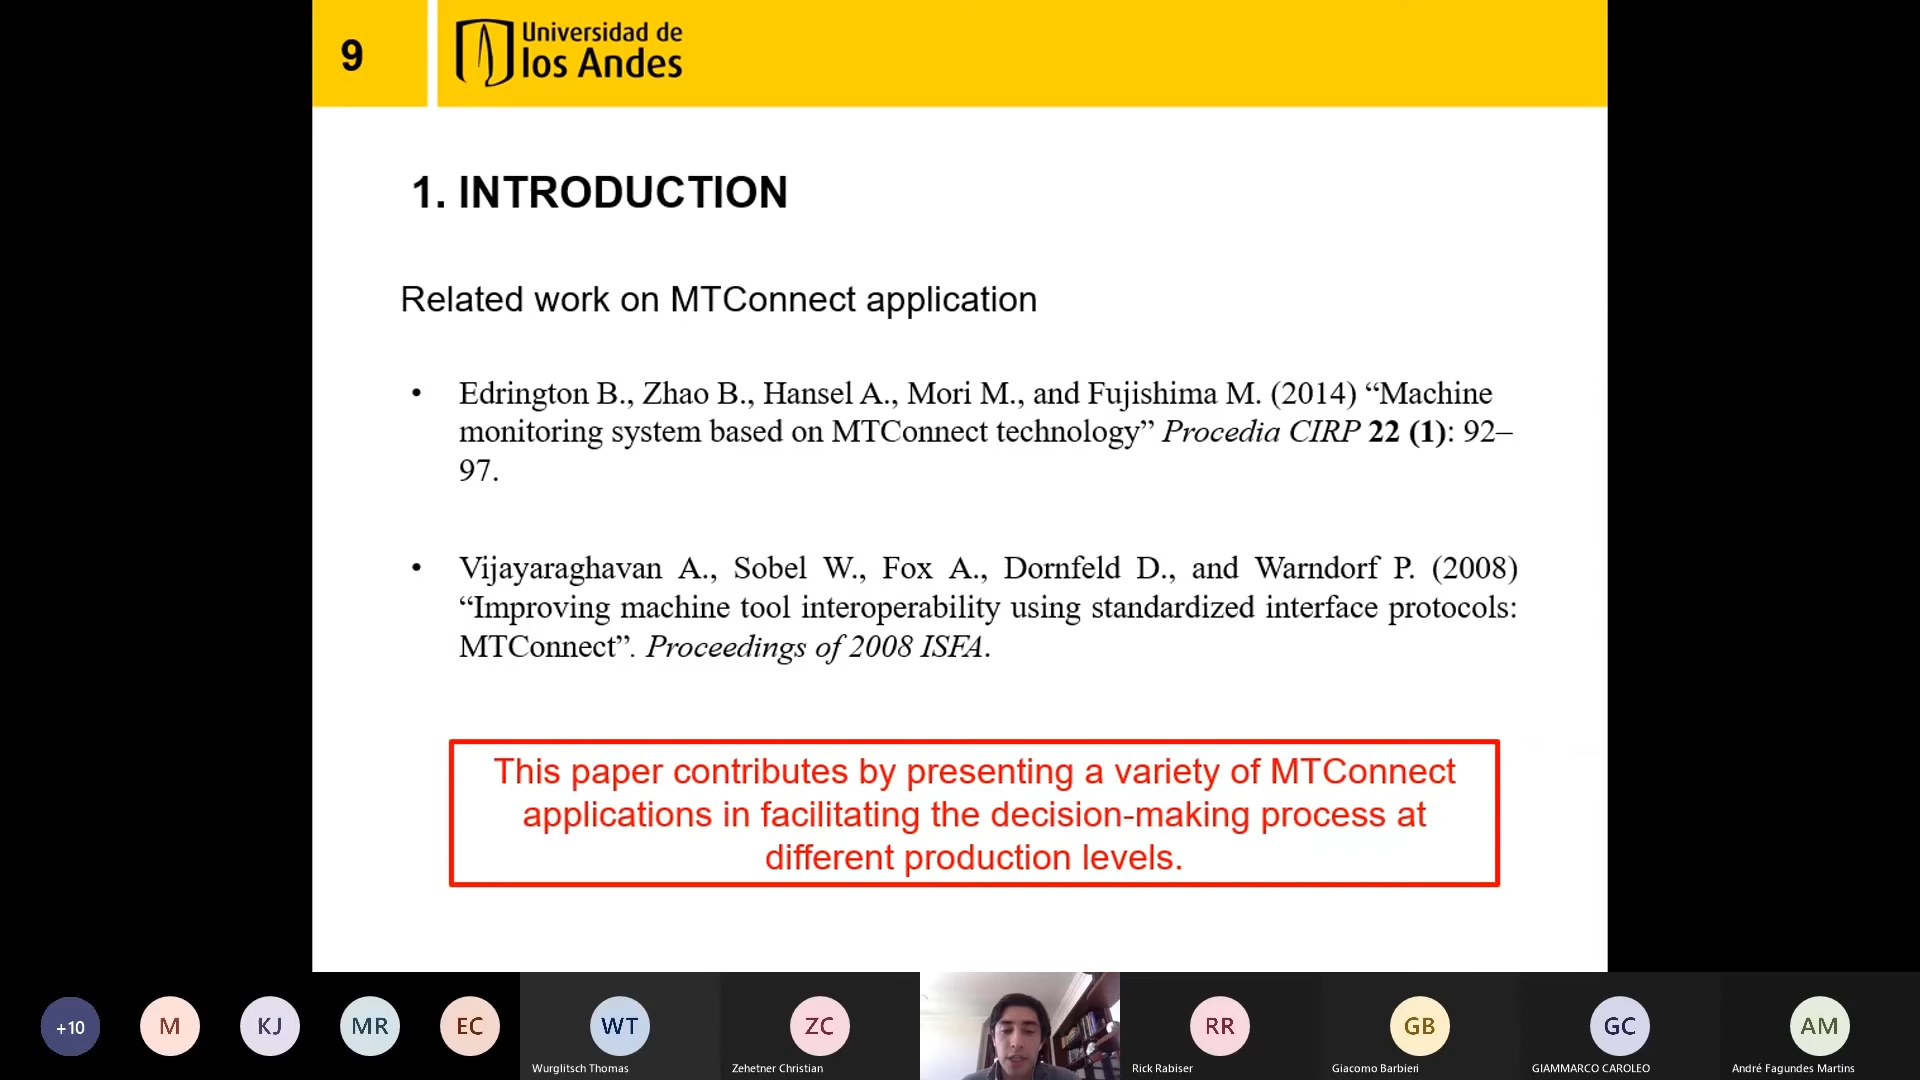 9
Universidad de
los Andes
1. INTRODUCTION
Related work on MTConnect application
• Edrington B., Zhao B., Hansel A., Mori M., and Fujishima M. (2014) “Machine
monitoring system based on MTConnect technology” Procedia CIRP 22 (1): 92–
97.
• Vijayaraghavan A., Sobel W., Fox A., Dornfeld D., and Warndorf P. (2008)
“Improving machine tool interoperability using standardized interface protocols:
MTConnect”. Proceedings of 2008 ISFA.
This paper contributes by presenting a variety of MTConnect
applications in facilitating the decision-making process at
different production levels.
+10 M KJ MR EC WT ZC RR GB GC AM
Wurglitsch Thomas Zehetner Christian Rick Rabiser Giacomo Barbieri GIAMMARCO CAROLEO André Fagundes Martins